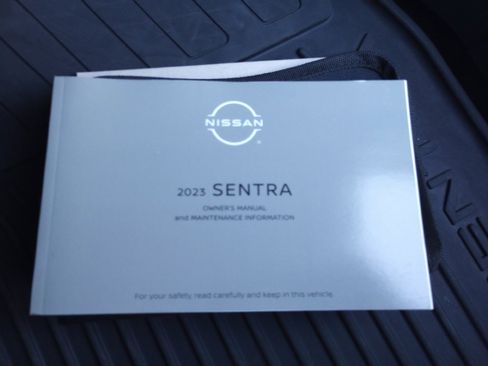 NISSAN
2023 SENTRA
OWNER'S MANUAL
and MAINTENANCE INFORMATION
For your safety, read carefully and keep in this vehicle.